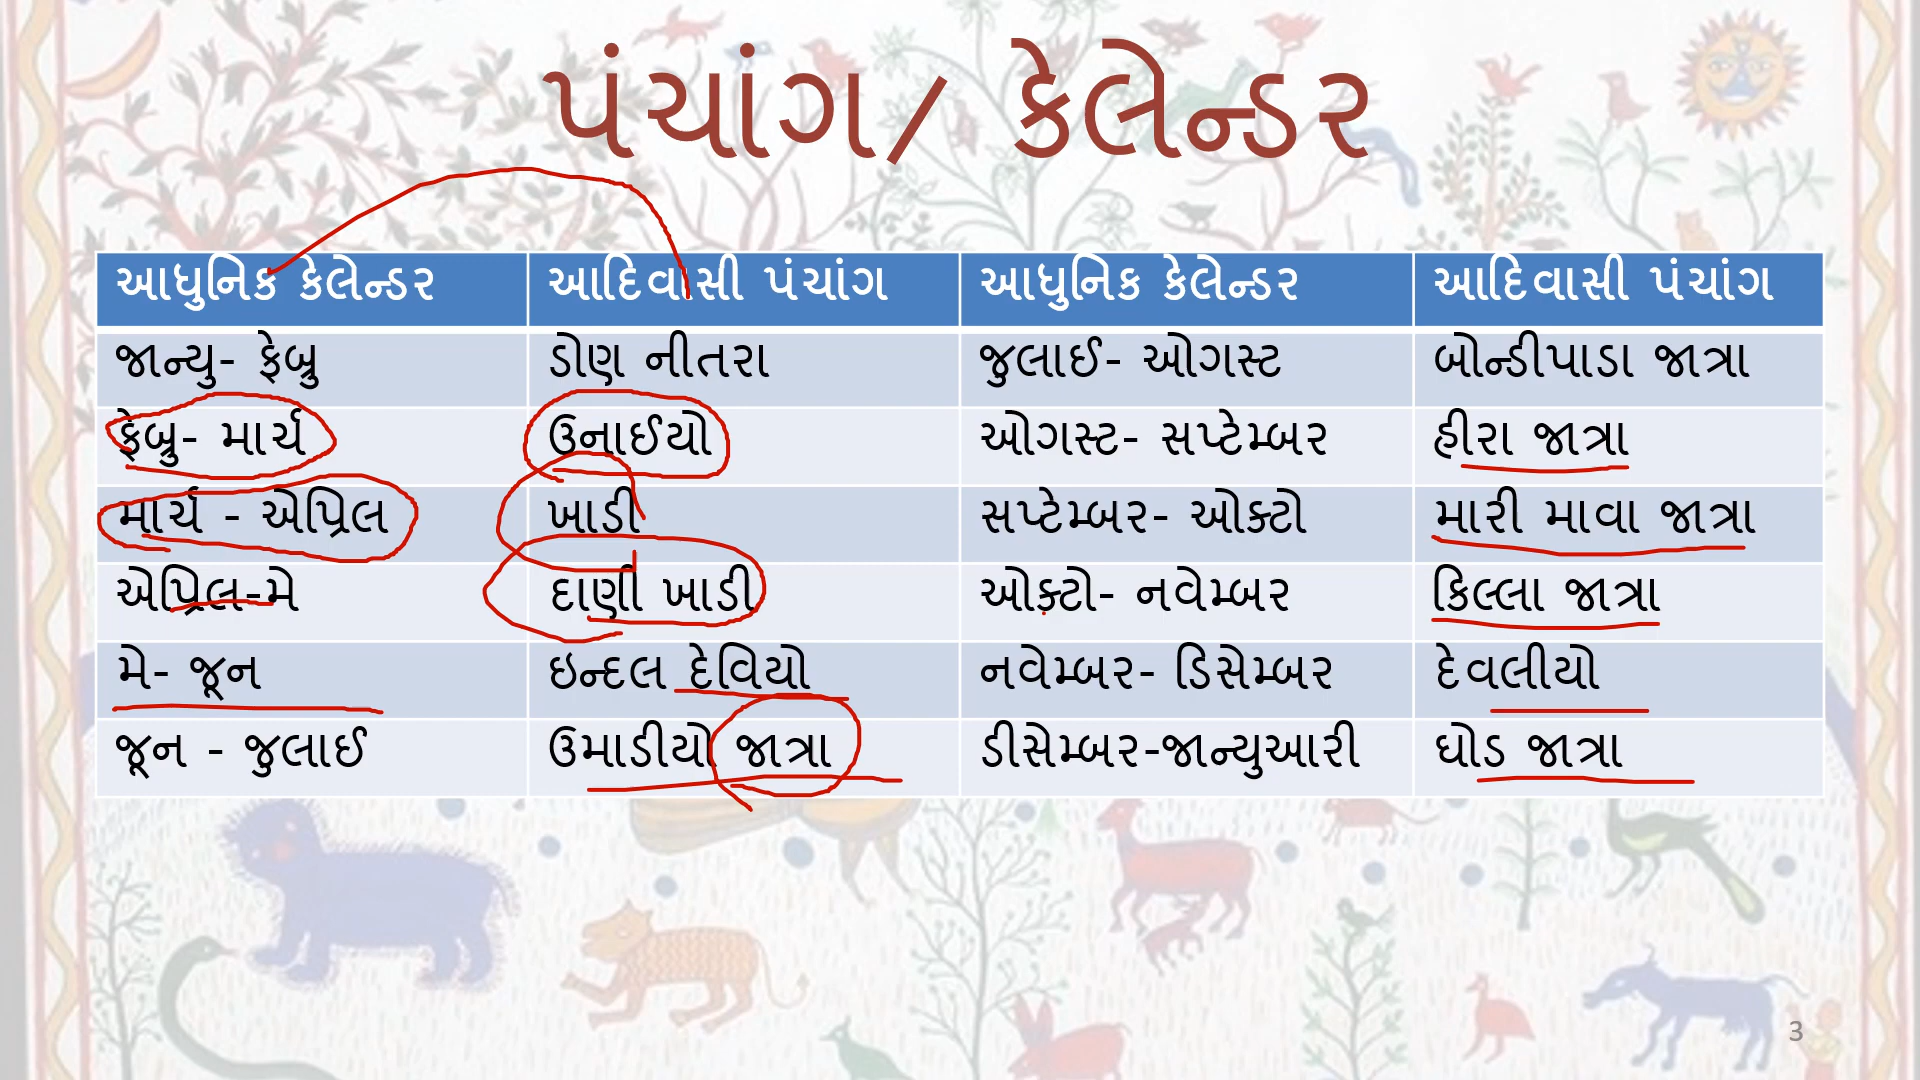 પંચાંગ/ કેલેન્ડર
આધુનિક કેલેન્ડર આદિવાસી પંચાંગ આધુનિક કેલેન્ડર આદિવાસી પંચાંગ
જાન્યુ- ફેબ્રુ ડોણ નીતરા જુલાઈ- ઓગસ્ટ બોન્ડીપાડા જાત્રા
ફેબ્રુ- માર્ચ ઉનાઈયો ઓગસ્ટ- સપ્ટેમ્બર હીરા જાત્રા
માર્ચ - એપ્રિલ ખાડી સપ્ટેમ્બર- ઓક્ટો મારી માવા જાત્રા
એપ્રિલ-મે દાણી ખાડી ઓક્ટો- નવેમ્બર કિલ્લા જાત્રા
મે- જૂન ઇન્દલ દેવિયો નવેમ્બર- ડિસેમ્બર દેવલીયો
જૂન - જુલાઈ ઉમાડીયો જાત્રા ડીસેમ્બર-જાન્યુઆરી ઘોડ જાત્રા
3